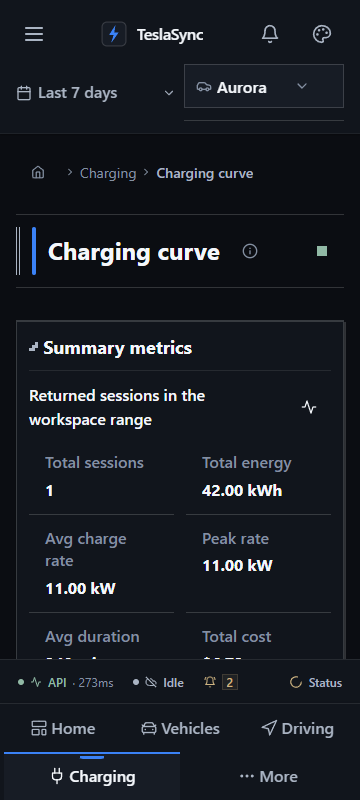 TeslaSync
Last 7 days
Aurora
Charging
Charging curve
Charging curve
Summary metrics
Returned sessions in the
workspace range
Total sessions
Total energy
1
42.00 kWh
Avg charge
rate
Peak rate
11.00 kW
11.00 kW
Avg duration
Total cost
API · 273ms
Idle
2
Status
Home
Vehicles
Driving
Charging
More